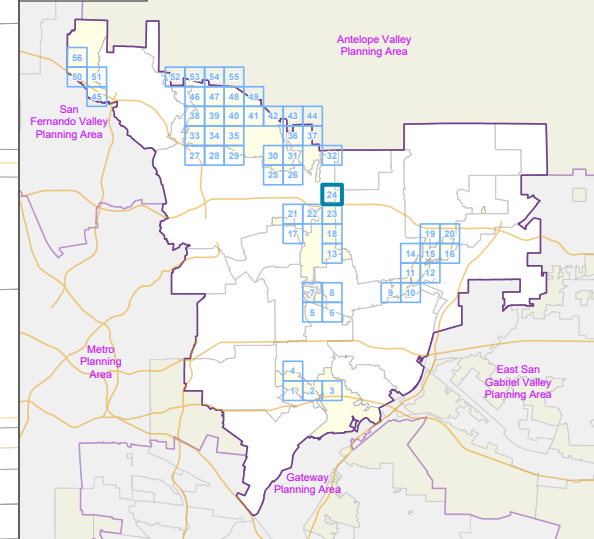 Antelope Valley
Planning Area
56
50 51
45
52 53 54 55
46 47 48 49
38 39 40 41 42 43 44
33 34 35 36 37
27 28 29 30 31 32
25 26
San
Fernando Valley
Planning Area
24
21 22 23
17 18
13
19 20
14 15 16
11 12
9 10
7 8
5 6
Metro
Planning
Area
4
1 2 3
East San
Gabriel Valley
Planning Area
Gateway
Planning Area